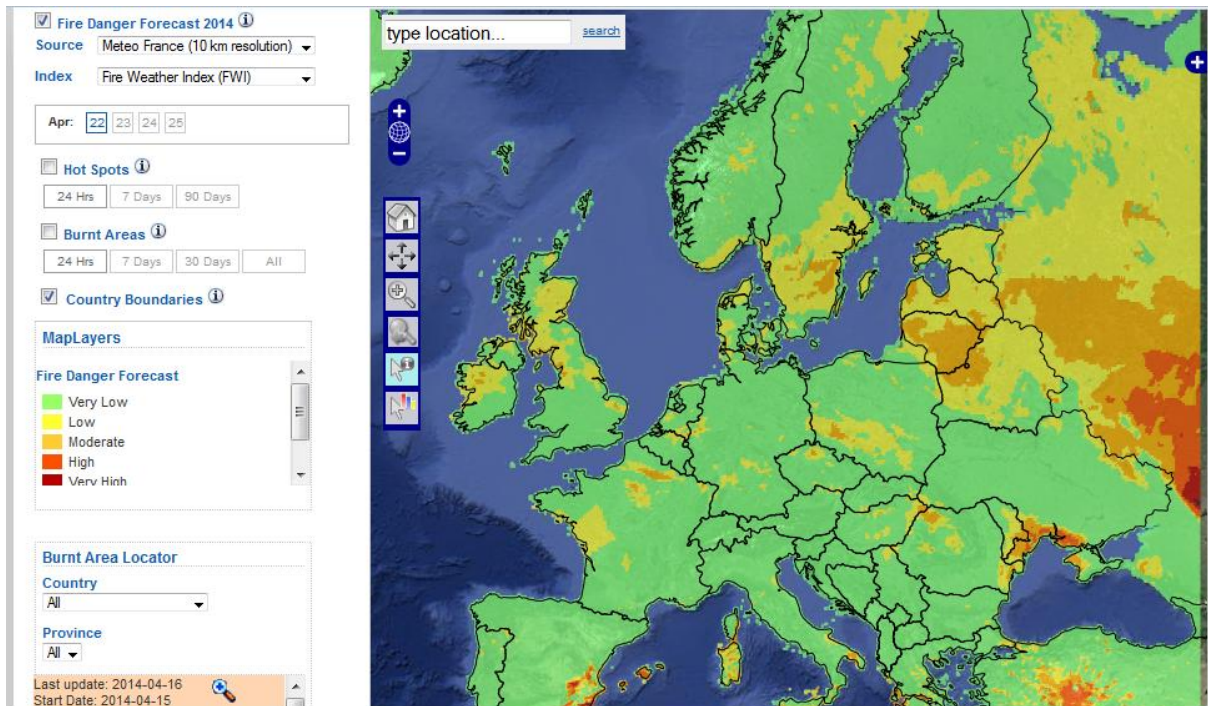 Fire Danger Forecast 2014
Source Meteo France (10 km resolution)
Index Fire Weather Index (FWI)
Apr: 22 23 24 25
Hot Spots
24 Hrs 7 Days 90 Days
Burnt Areas
24 Hrs 7 Days 30 Days All
Country Boundaries
MapLayers
Fire Danger Forecast
Very Low
Low
Moderate
High
Very High
Burnt Area Locator
Country
All
Province
All
Last update: 2014-04-16
Start Date: 2014-04-15
type location... search